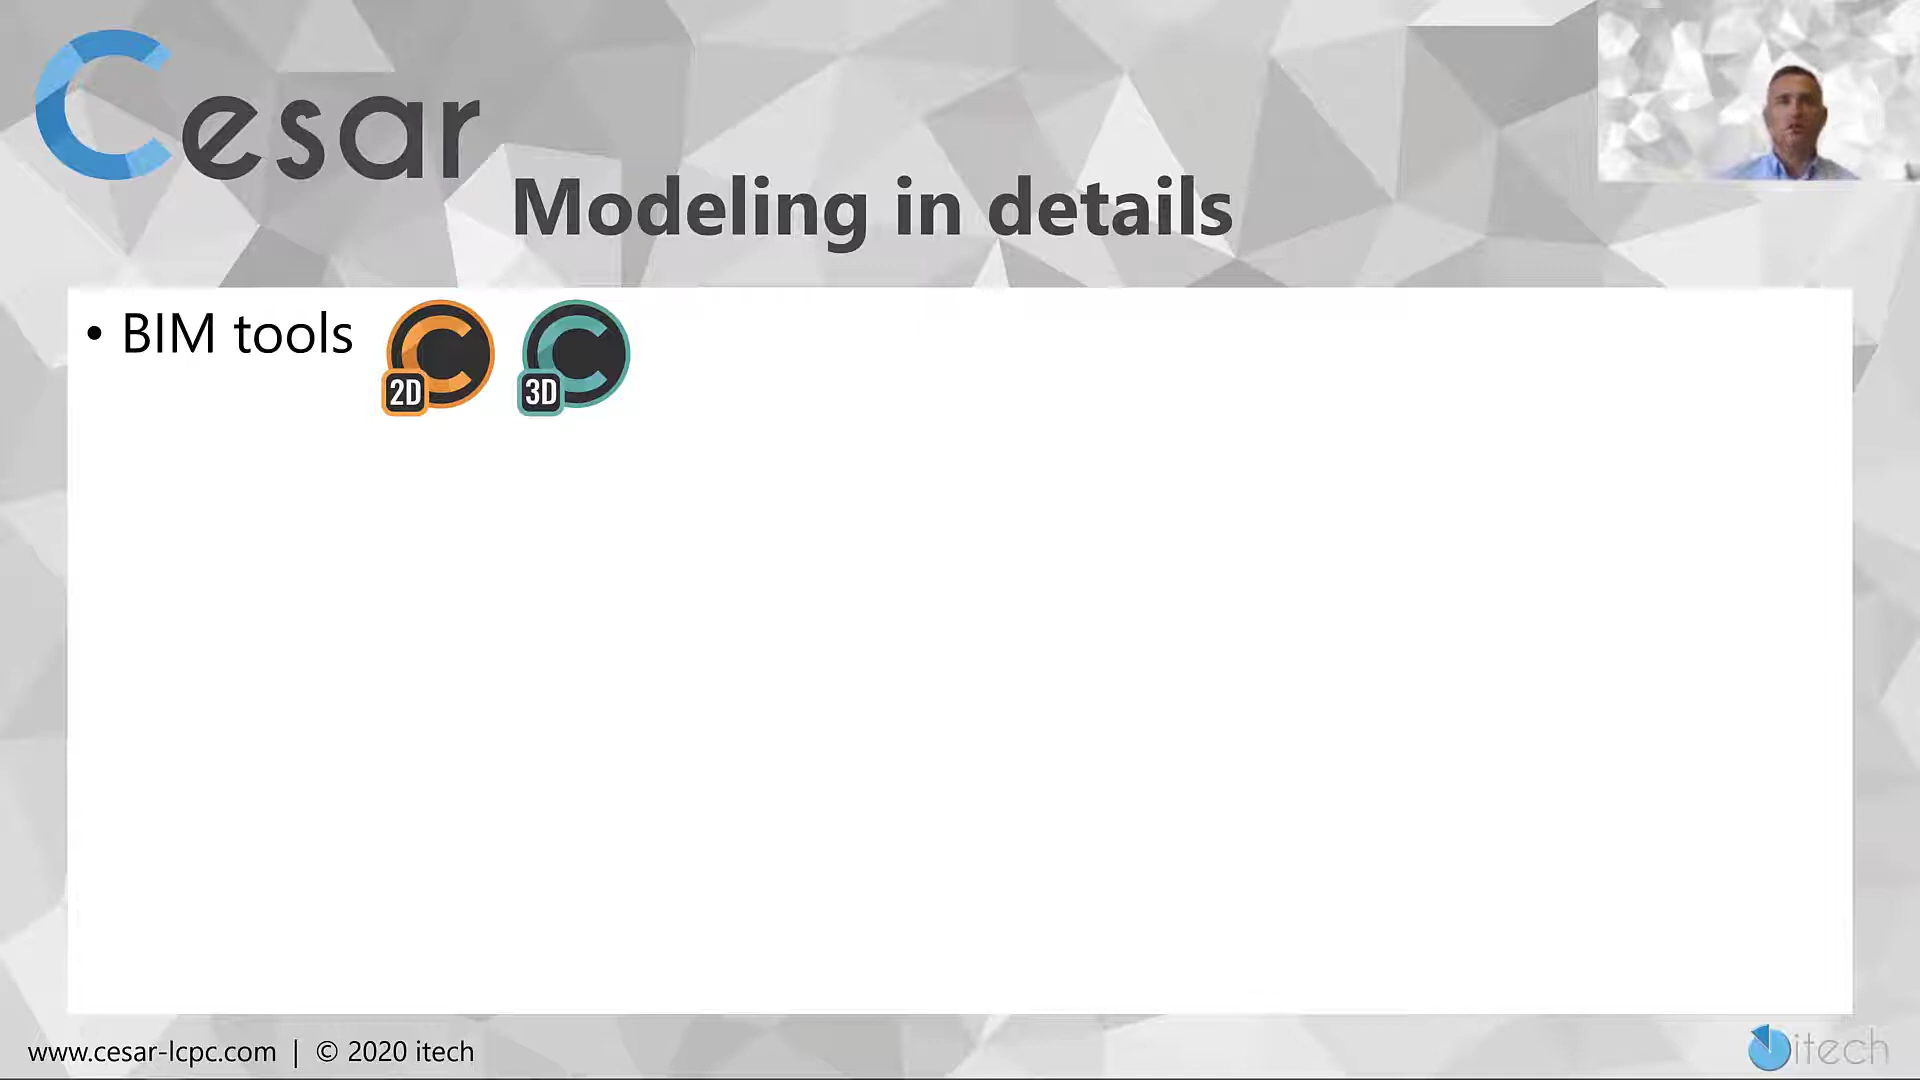 Cesar
Modeling in details
• BIM tools
2D
3D
www.cesar-lcpc.com | © 2020 itech
itech